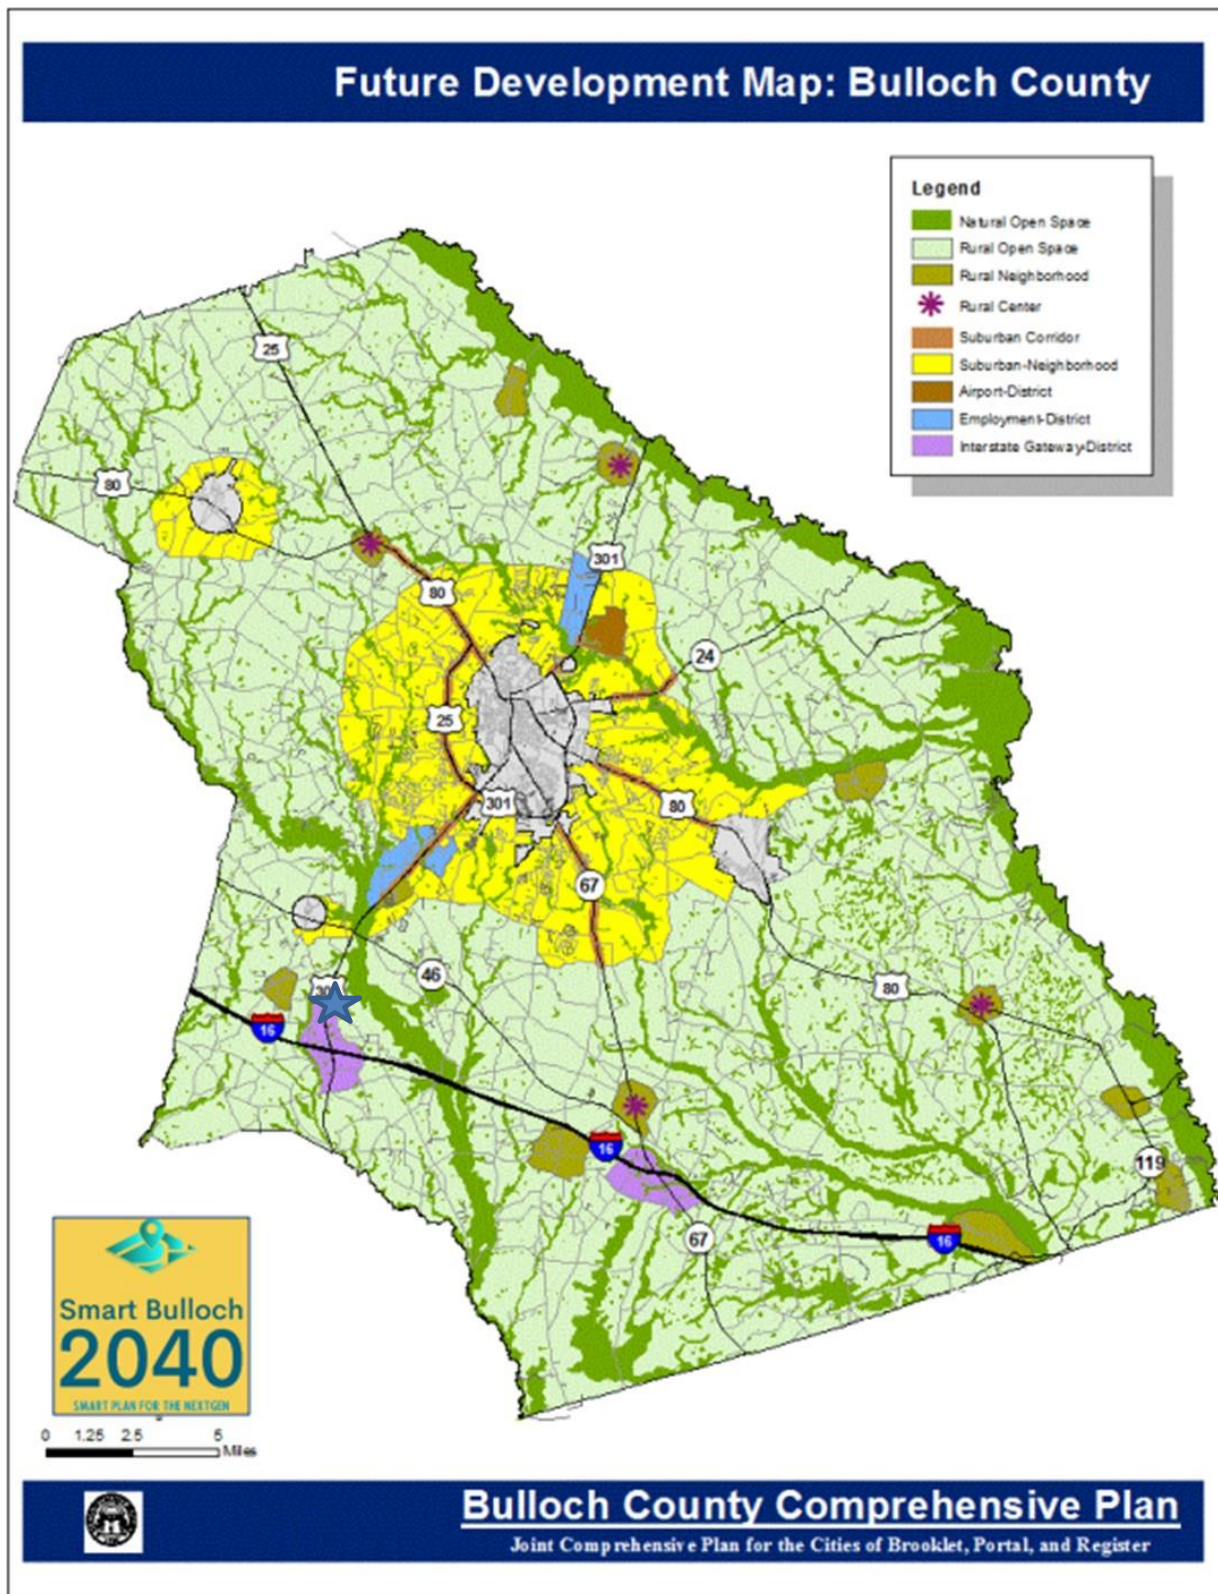 Future Development Map: Bulloch County
Legend
Natural Open Space
Rural Open Space
Rural Neighborhood
Rural Center
Suburban Corridor
Suburban-Neighborhood
Airport-District
Employment-District
Interstate Gateway-District
25
80
301
80
24
25
301
80
67
46
80
30
16
16
119
67
16
Smart Bulloch
2040
SMART PLAN FOR THE NEXTGEN
0 1.25 2.5 5
Miles
Bulloch County Comprehensive Plan
Joint Comprehensive Plan for the Cities of Brooklet, Portal, and Register